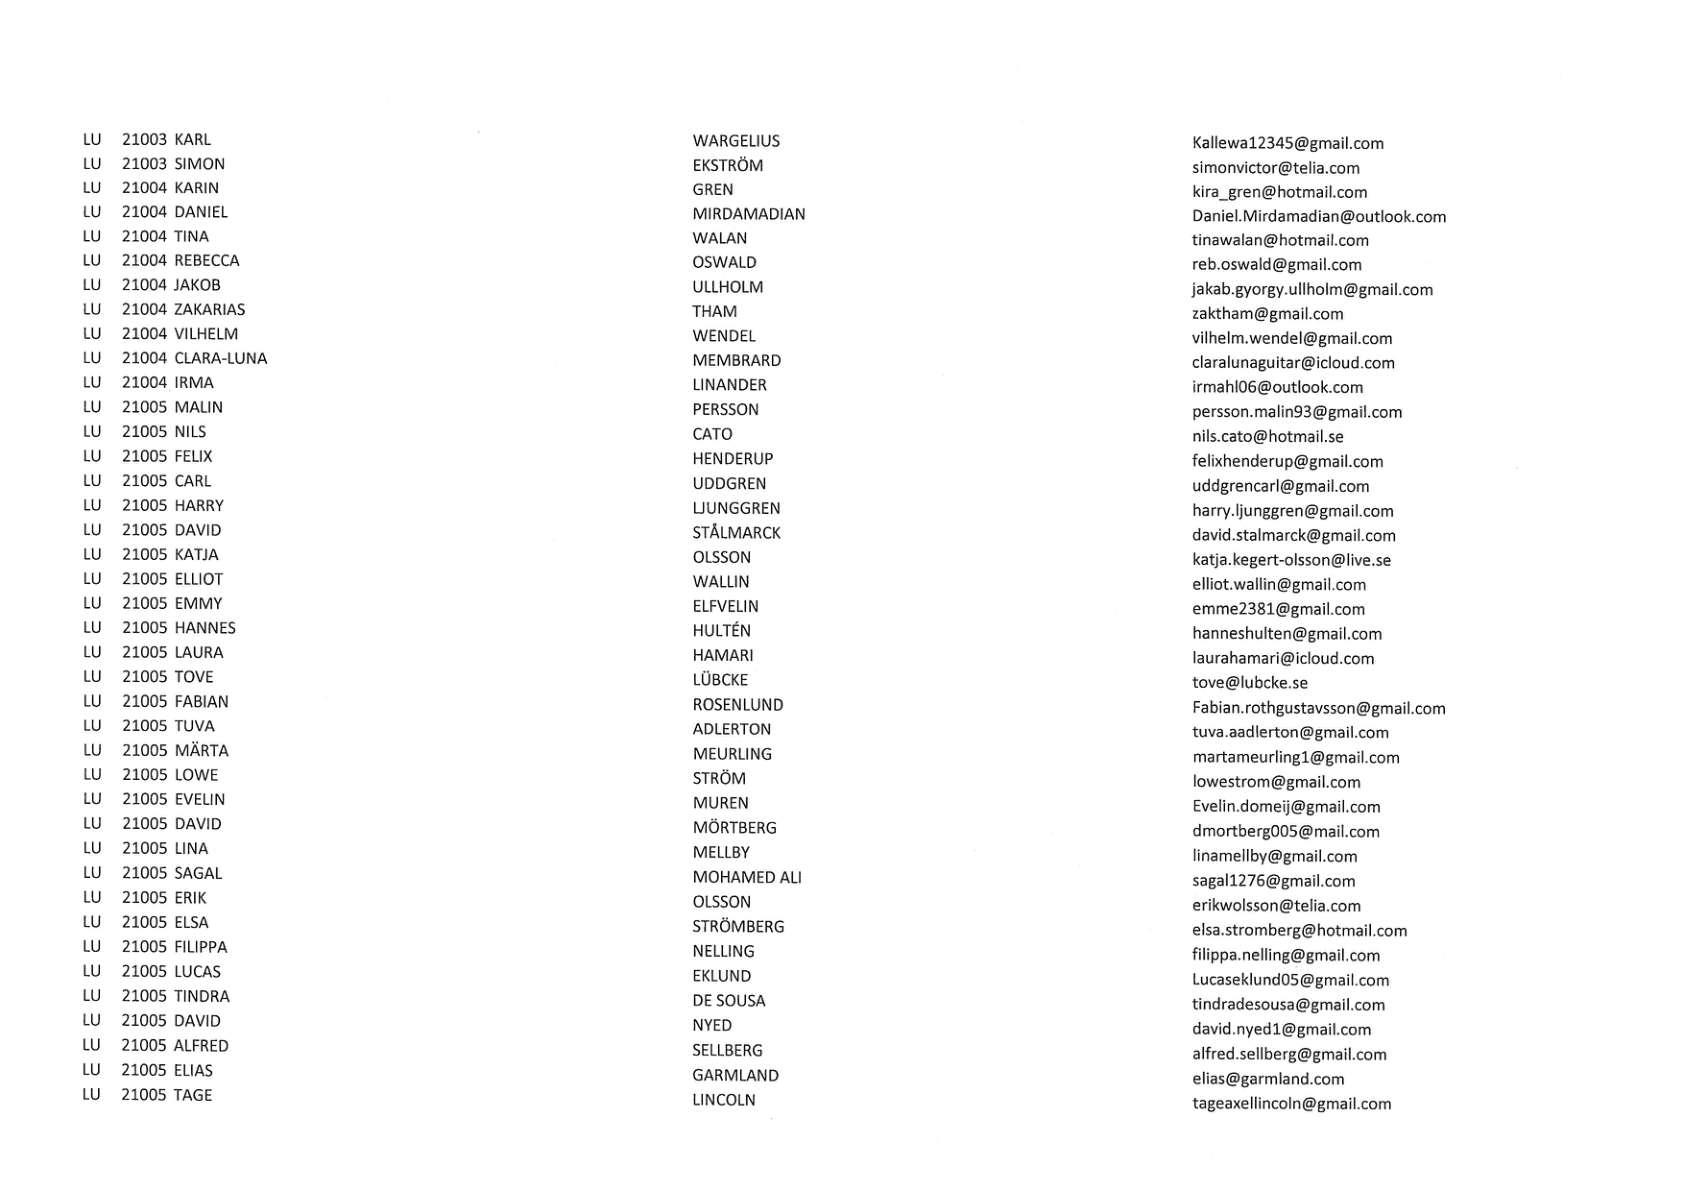 LU 21003 KARL WARGELIUS Kallewa12345@gmail.com
LU 21003 SIMON EKSTRÖM simonvictor@telia.com
LU 21004 KARIN GREN kira_gren@hotmail.com
LU 21004 DANIEL MIRDAMADIAN Daniel.Mirdamadian@outlook.com
LU 21004 TINA WALAN tinawalan@hotmail.com
LU 21004 REBECCA OSWALD reb.oswald@gmail.com
LU 21004 JAKOB ULLHOLM jakab.gyorgy.ullholm@gmail.com
LU 21004 ZAKARIAS THAM zaktham@gmail.com
LU 21004 VILHELM WENDEL vilhelm.wendel@gmail.com
LU 21004 CLARA-LUNA MEMBRARD claralunaguitar@icloud.com
LU 21004 IRMA LINANDER irmahl06@outlook.com
LU 21005 MALIN PERSSON persson.malin93@gmail.com
LU 21005 NILS CATO nils.cato@hotmail.se
LU 21005 FELIX HENDERUP felixhenderup@gmail.com
LU 21005 CARL UDDGREN uddgrencarl@gmail.com
LU 21005 HARRY LJUNGGREN harry.ljunggren@gmail.com
LU 21005 DAVID STÅLMARCK david.stalmarck@gmail.com
LU 21005 KATJA OLSSON katja.kegert-olsson@live.se
LU 21005 ELLIOT WALLIN elliot.wallin@gmail.com
LU 21005 EMMY ELFVELIN emme2381@gmail.com
LU 21005 HANNES HULTÉN hanneshulten@gmail.com
LU 21005 LAURA HAMARI laurahamari@icloud.com
LU 21005 TOVE LÜBCKE tove@lubcke.se
LU 21005 FABIAN ROSENLUND Fabian.rothgustavsson@gmail.com
LU 21005 TUVA ADLERTON tuva.aadlerton@gmail.com
LU 21005 MÄRTA MEURLING martameurling1@gmail.com
LU 21005 LOWE STRÖM lowestrom@gmail.com
LU 21005 EVELIN MUREN Evelin.domeij@gmail.com
LU 21005 DAVID MÖRTBERG dmortberg005@mail.com
LU 21005 LINA MELLBY linamellby@gmail.com
LU 21005 SAGAL MOHAMED ALI sagal1276@gmail.com
LU 21005 ERIK OLSSON erikwolsson@telia.com
LU 21005 ELSA STRÖMBERG elsa.stromberg@hotmail.com
LU 21005 FILIPPA NELLING filippa.nelling@gmail.com
LU 21005 LUCAS EKLUND Lucaseklund05@gmail.com
LU 21005 TINDRA DE SOUSA tindradesousa@gmail.com
LU 21005 DAVID NYED david.nyed1@gmail.com
LU 21005 ALFRED SELLBERG alfred.sellberg@gmail.com
LU 21005 ELIAS GARMLAND elias@garmland.com
LU 21005 TAGE LINCOLN tageaxellincoln@gmail.com